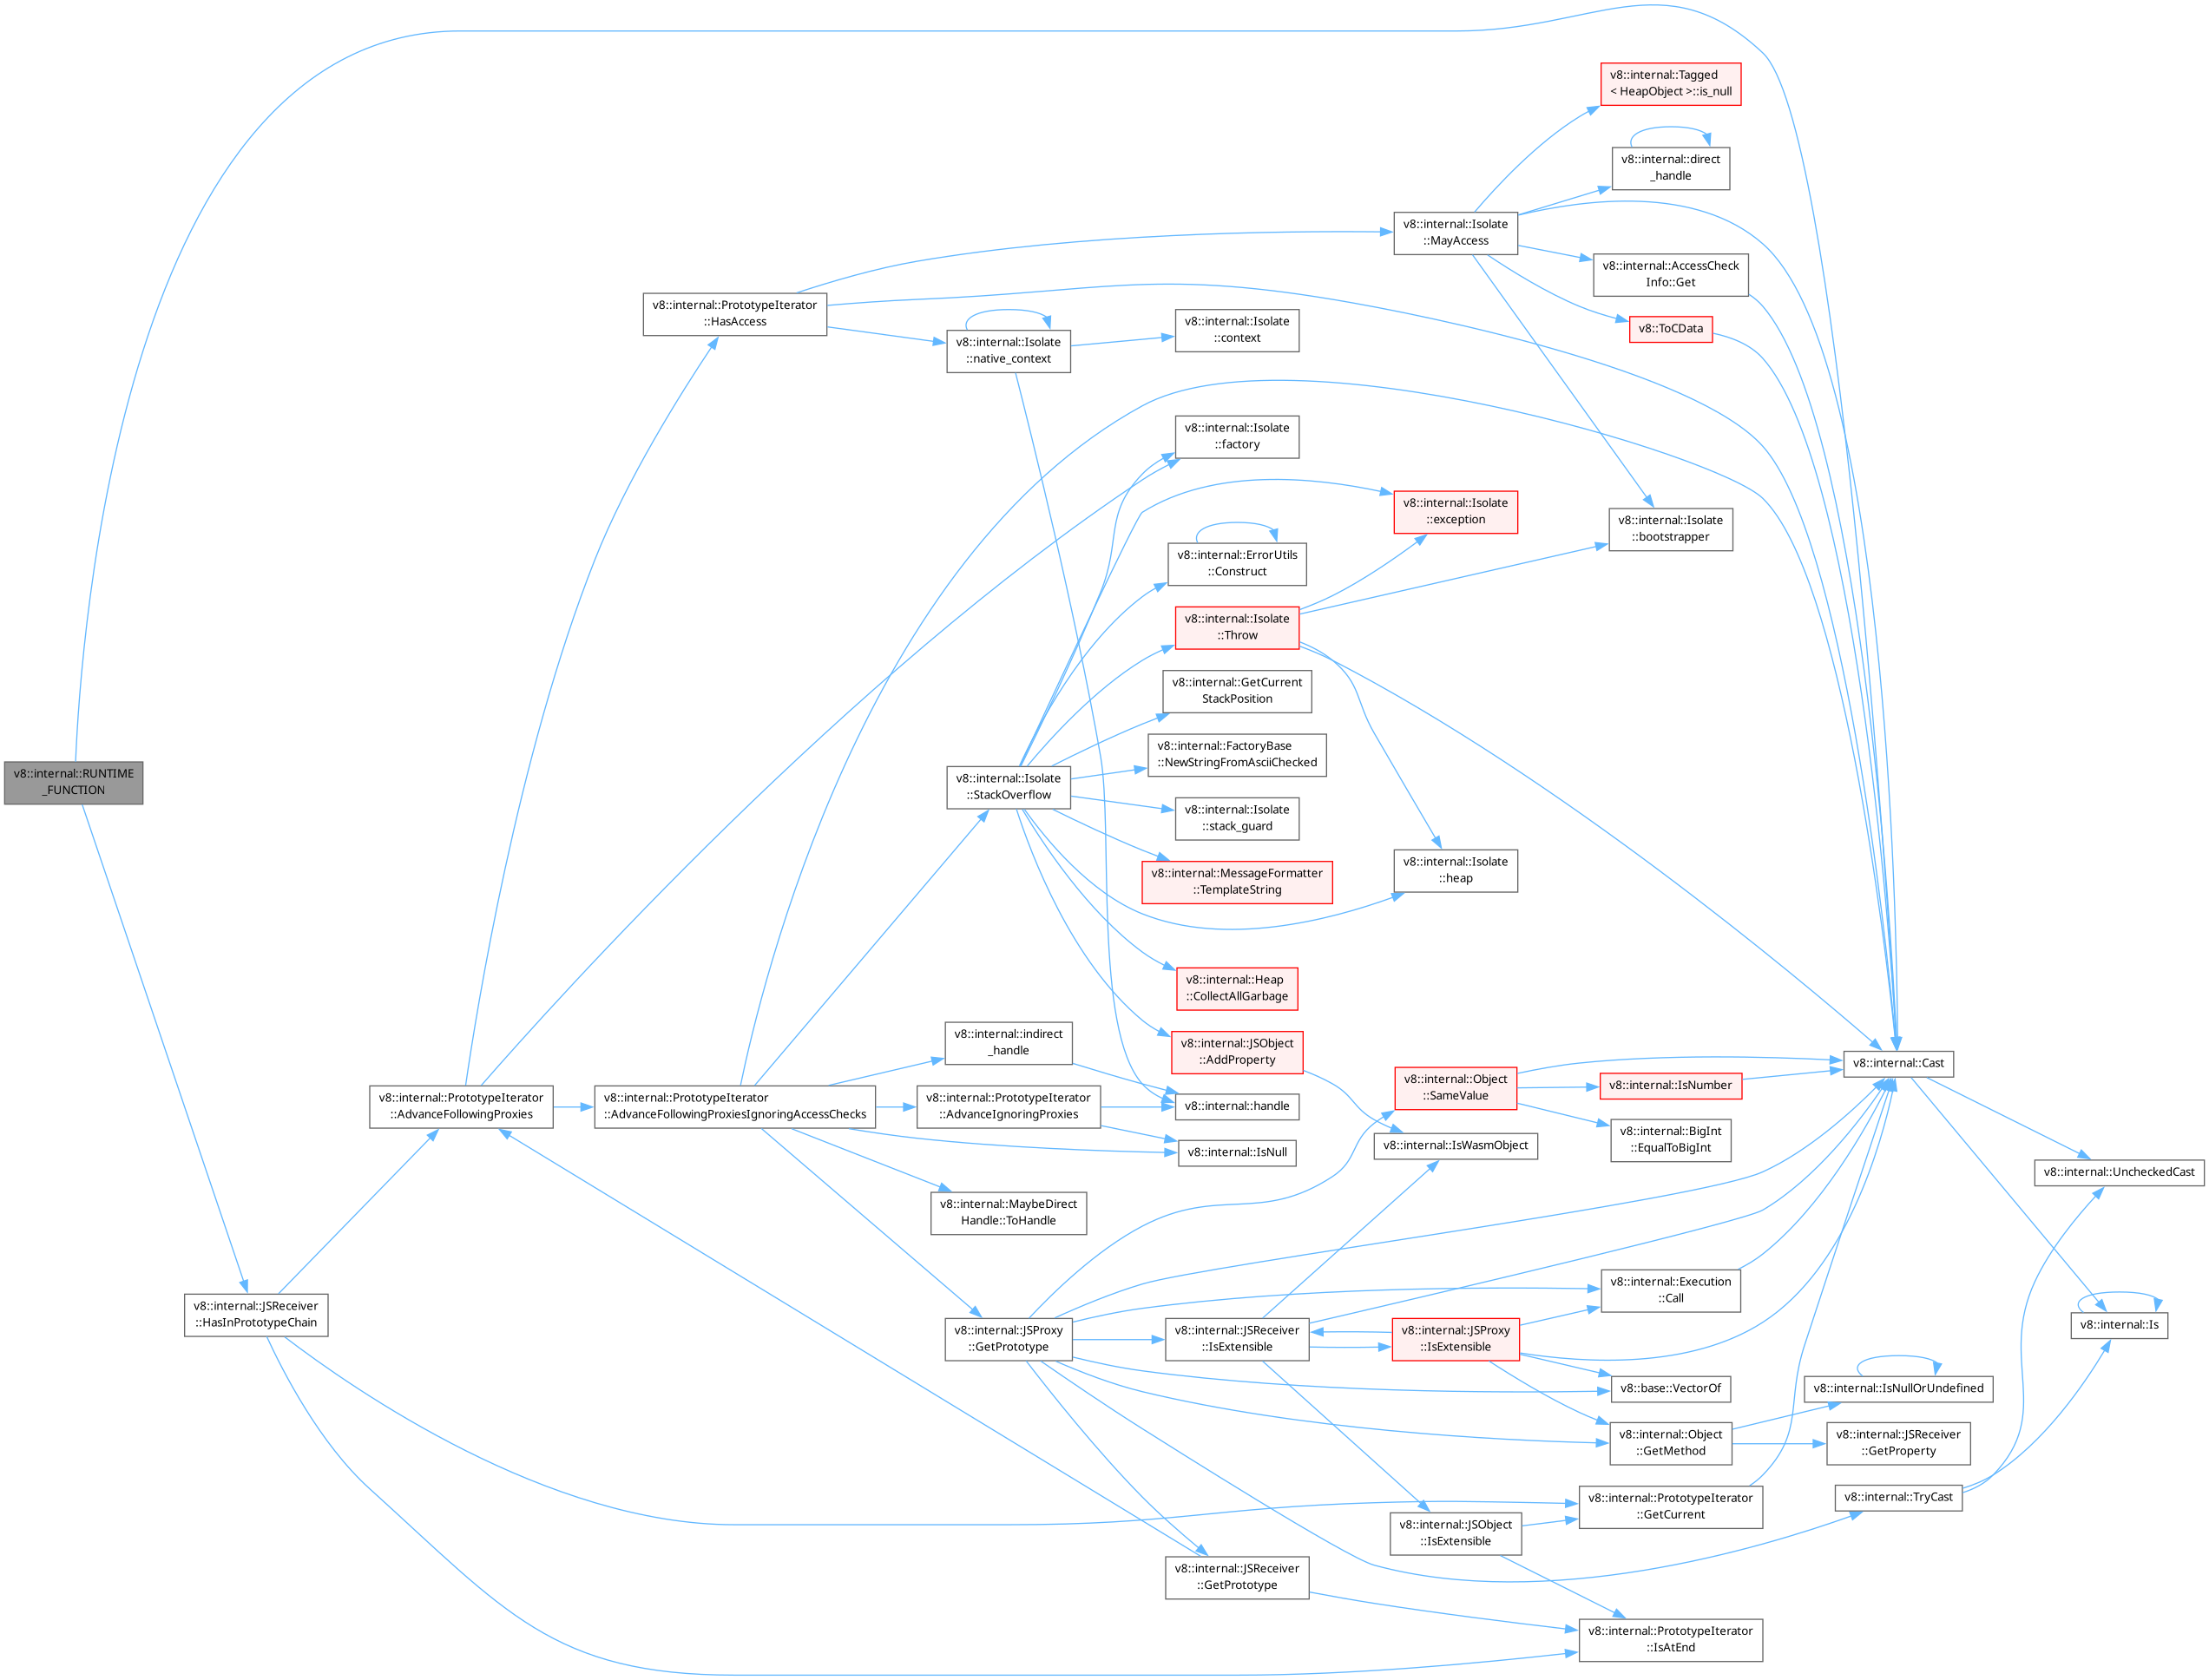 v8::internal::Tagged
< HeapObject >::is_null
v8::internal::direct
_handle
v8::internal::Isolate
::MayAccess
v8::internal::AccessCheck
Info::Get
v8::internal::PrototypeIterator
::HasAccess
v8::internal::Isolate
::native_context
v8::internal::Isolate
::context
v8::ToCData
v8::internal::Isolate
::factory
v8::internal::Isolate
::exception
v8::internal::Isolate
::bootstrapper
v8::internal::ErrorUtils
::Construct
v8::internal::Isolate
::Throw
v8::internal::GetCurrent
StackPosition
v8::internal::FactoryBase
::NewStringFromAsciiChecked
v8::internal::RUNTIME
_FUNCTION
v8::internal::Isolate
::StackOverflow
v8::internal::Isolate
::stack_guard
v8::internal::MessageFormatter
::TemplateString
v8::internal::Isolate
::heap
v8::internal::Heap
::CollectAllGarbage
v8::internal::indirect
_handle
v8::internal::JSObject
::AddProperty
v8::internal::Cast
v8::internal::PrototypeIterator
::AdvanceFollowingProxies
v8::internal::PrototypeIterator
::AdvanceFollowingProxiesIgnoringAccessChecks
v8::internal::PrototypeIterator
::AdvanceIgnoringProxies
v8::internal::handle
v8::internal::Object
::SameValue
v8::internal::IsNumber
v8::internal::IsNull
v8::internal::IsWasmObject
v8::internal::BigInt
::EqualToBigInt
v8::internal::UncheckedCast
v8::internal::MaybeDirect
Handle::ToHandle
v8::internal::Execution
::Call
v8::internal::JSReceiver
::HasInPrototypeChain
v8::internal::JSProxy
::GetPrototype
v8::internal::JSReceiver
::IsExtensible
v8::internal::JSProxy
::IsExtensible
v8::internal::Is
v8::base::VectorOf
v8::internal::IsNullOrUndefined
v8::internal::Object
::GetMethod
v8::internal::JSReceiver
::GetProperty
v8::internal::PrototypeIterator
::GetCurrent
v8::internal::TryCast
v8::internal::JSObject
::IsExtensible
v8::internal::JSReceiver
::GetPrototype
v8::internal::PrototypeIterator
::IsAtEnd